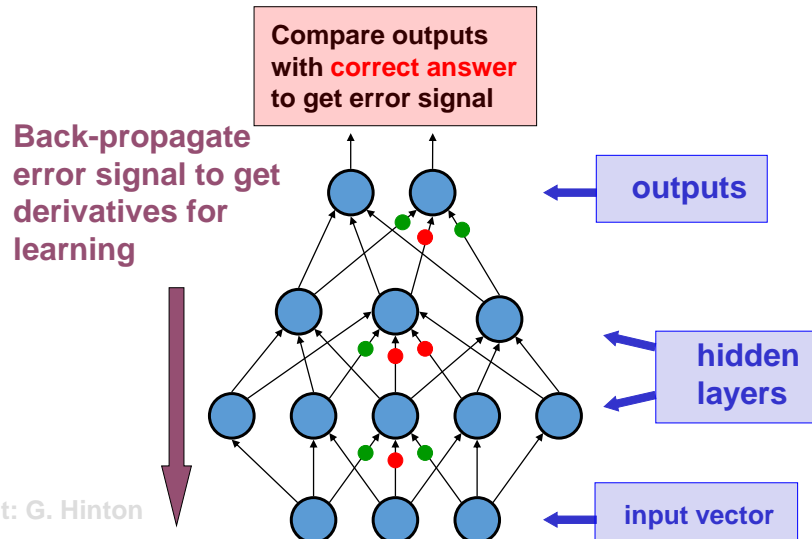 Compare outputs
with correct answer
to get error signal
Back-propagate
error signal to get
derivatives for
learning
outputs
hidden
layers
t: G. Hinton
input vector